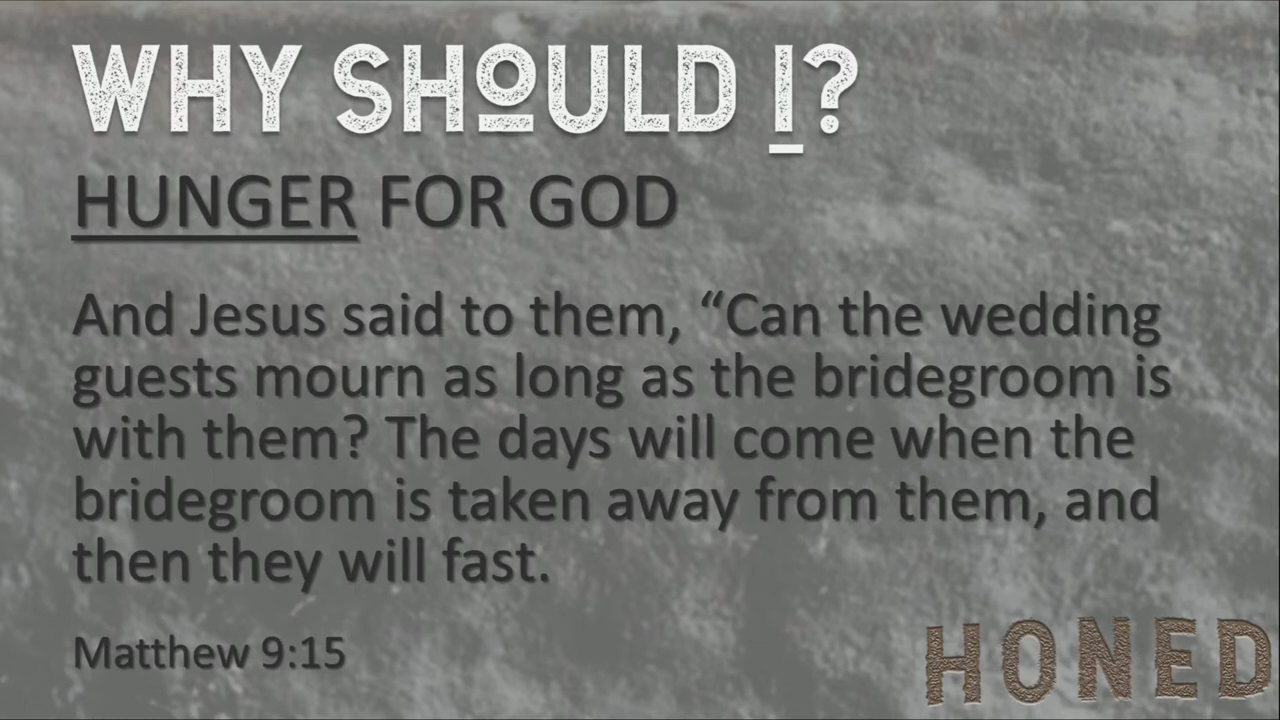 WHY SHOULD I?
HUNGER FOR GOD
And Jesus said to them, “Can the wedding
guests mourn as long as the bridegroom is
with them? The days will come when the
bridegroom is taken away from them, and
then they will fast.
Matthew 9:15
HONED